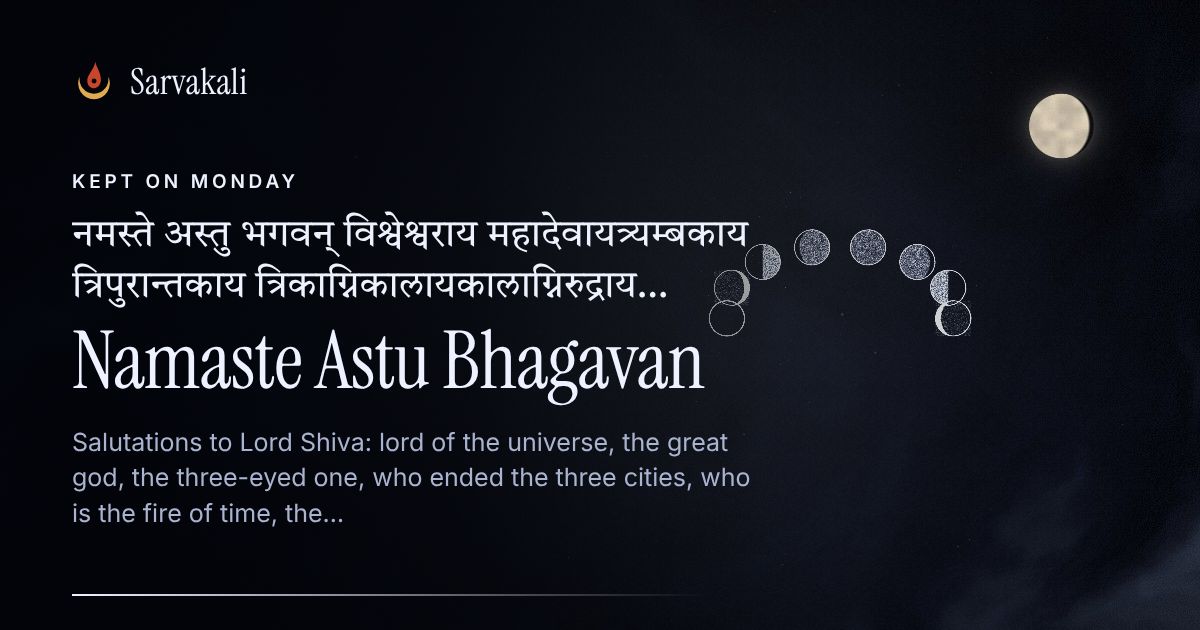 Sarvakali
KEPT ON MONDAY
नमस्ते अस्तु भगवन् विश्वेश्वराय महादेवायत्र्यम्बकाय
त्रिपुरान्तकाय त्रिकाग्निकालायकालाग्निरुद्राय...
Namaste Astu Bhagavan
Salutations to Lord Shiva: lord of the universe, the great
god, the three-eyed one, who ended the three cities, who
is the fire of time, the...